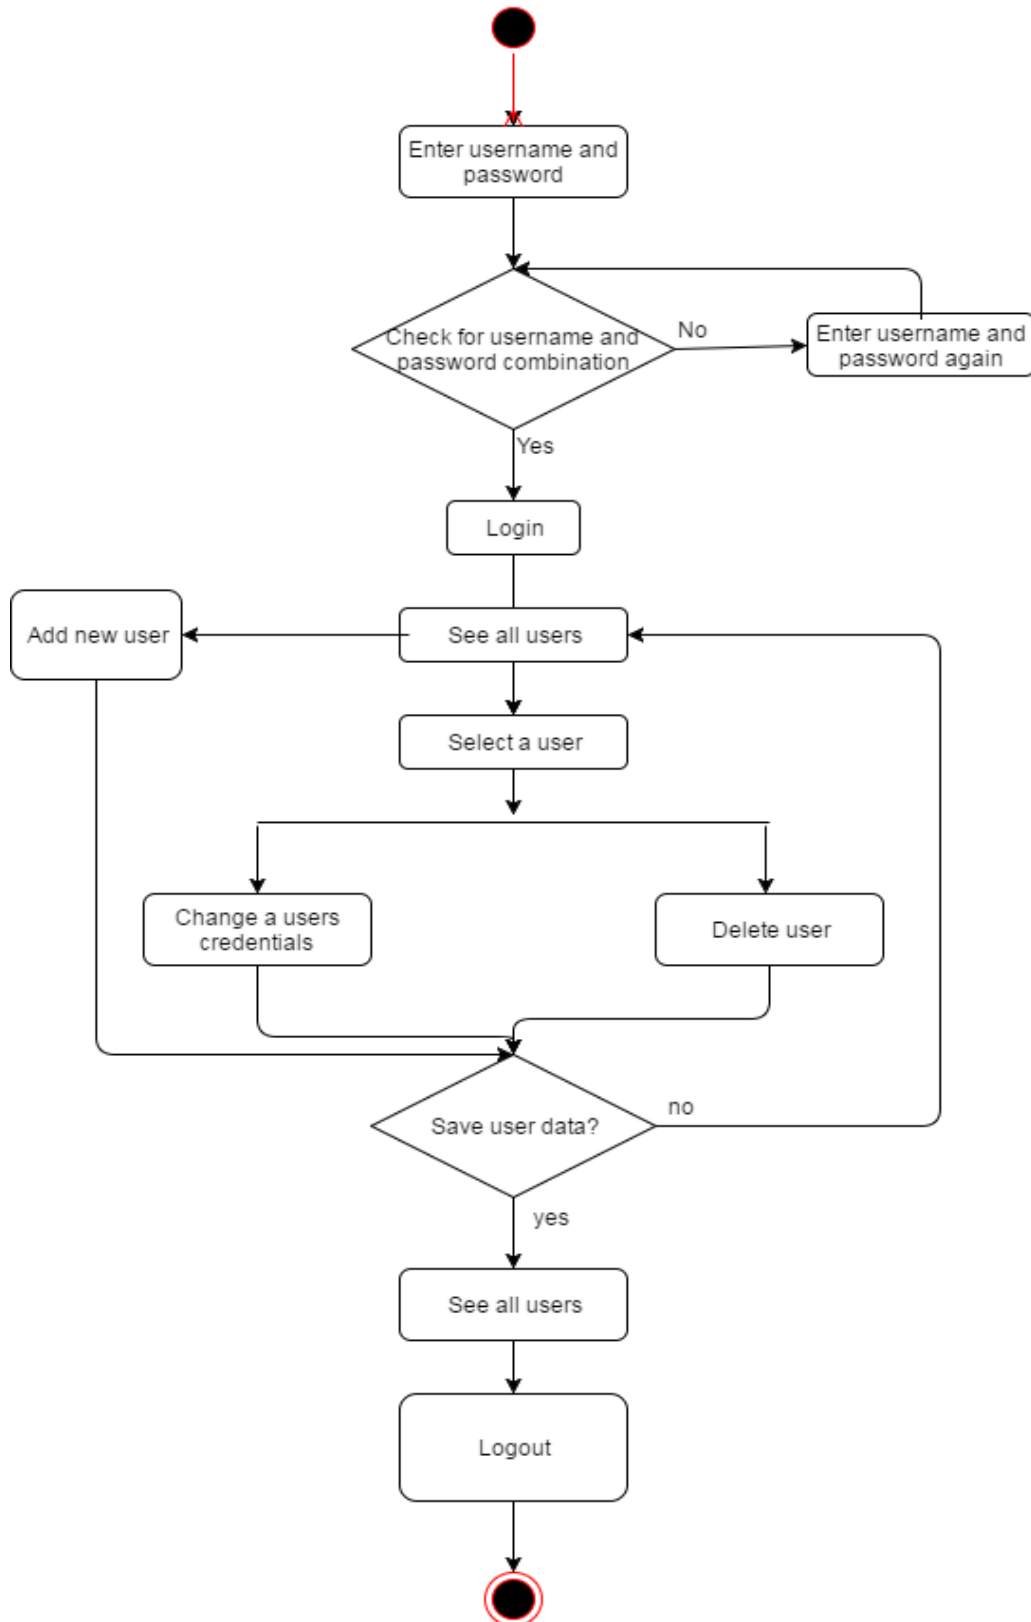 Enter username and
password
Check for username and
password combination
No
Enter username and
password again
Yes
Login
Add new user
See all users
Select a user
Change a users
credentials
Delete user
Save user data?
no
yes
See all users
Logout